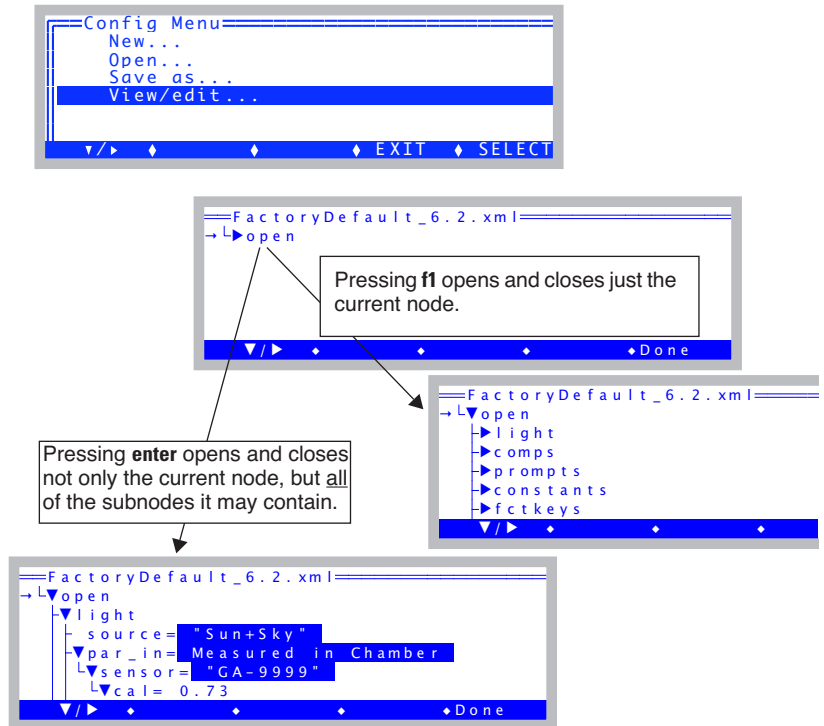 Config Menu
New...
Open...
Save as...
View/edit...
▼/▶ ♦ ♦ ♦ EXIT ♦ SELECT
FactoryDefault_6.2.xml
→ └▶open
Pressing f1 opens and closes just the
current node.
▼/▶ ◆ ◆ ◆ ◆Done
FactoryDefault_6.2.xml
→ └▼open
├▶light
├▶comps
├▶prompts
├▶constants
├▶fctkeys
▼/▶ ◆ ◆ ◆
Pressing enter opens and closes
not only the current node, but all
of the subnodes it may contain.
FactoryDefault_6.2.xml
→ └▼open
├▼light
├ source= "Sun+Sky"
├▼par_in= Measured in Chamber
└▼sensor= "GA-9999"
└▼cal= 0.73
▼/▶ ◆ ◆ ◆ ◆Done